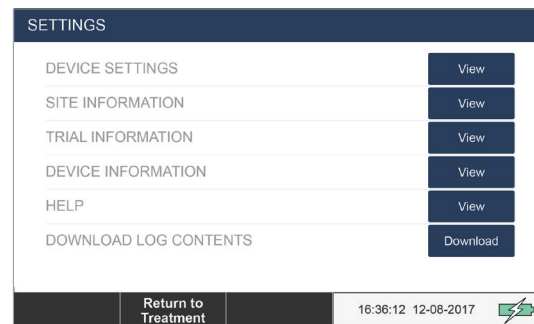 SETTINGS
DEVICE SETTINGS View
SITE INFORMATION View
TRIAL INFORMATION View
DEVICE INFORMATION View
HELP View
DOWNLOAD LOG CONTENTS Download
Return to
Treatment
16:36:12 12-08-2017